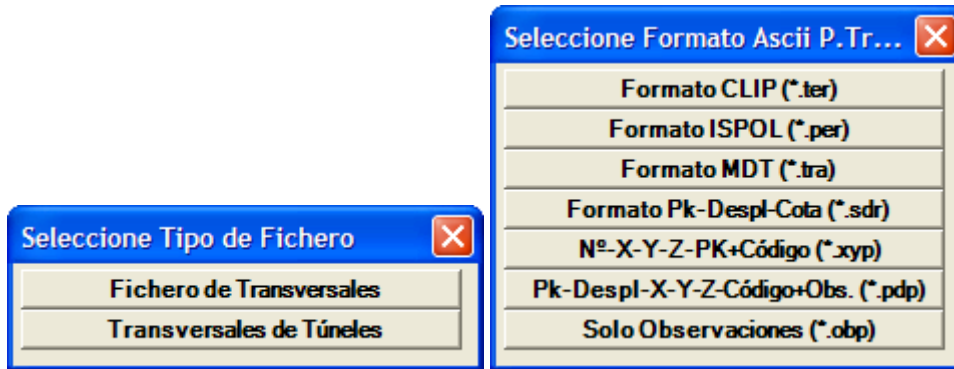 Seleccione Tipo de Fichero
Fichero de Transversales
Transversales de Túneles
Seleccione Formato Ascii P.Tr...
Formato CLIP (*.ter)
Formato ISPOL (*.per)
Formato MDT (*.tra)
Formato Pk-Despl-Cota (*.sdr)
Nº-X-Y-Z-PK+Código (*.xyp)
Pk-Despl-X-Y-Z-Código+Obs. (*.pdp)
Solo Observaciones (*.obp)